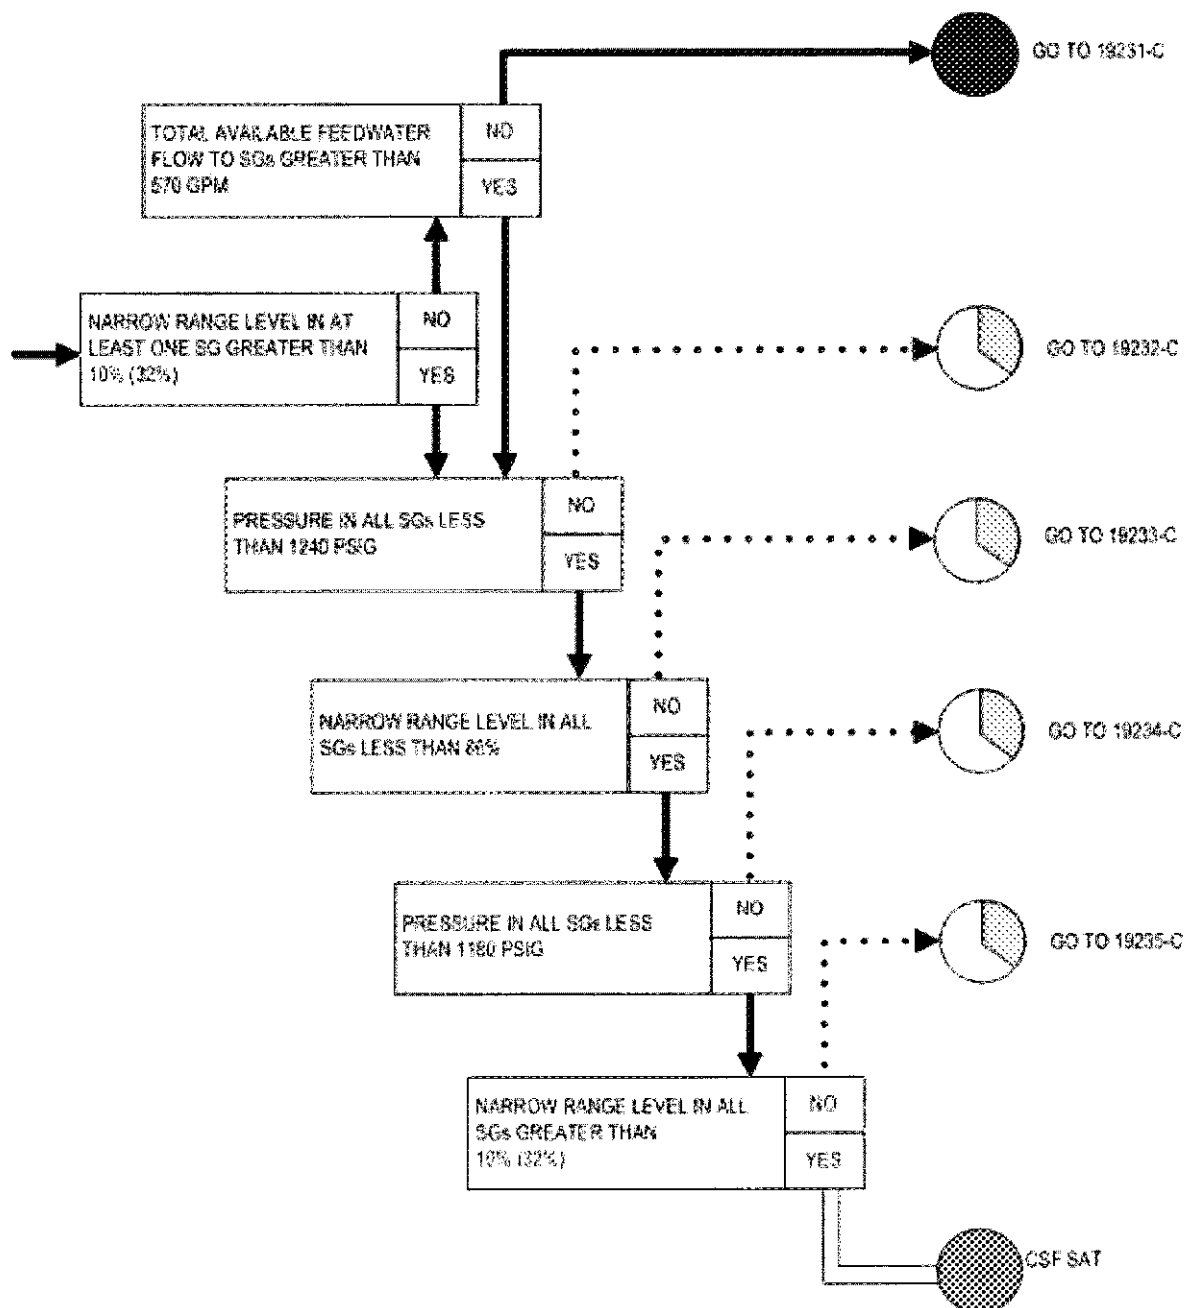 GO TO 19231-C
TOTAL AVAILABLE FEEDWATER
FLOW TO SGs GREATER THAN
570 GPM
NO
YES
NARROW RANGE LEVEL IN AT
LEAST ONE SG GREATER THAN
10% (32%)
NO
YES
GO TO 19232-C
PRESSURE IN ALL SGs LESS
THAN 1240 PSIG
NO
YES
GO TO 19233-C
NARROW RANGE LEVEL IN ALL
SGs LESS THAN
NO
YES
GO TO 19234-C
PRESSURE IN ALL SGs LESS
THAN 1180 PSIG
NO
YES
GO TO 19235-C
NARROW RANGE LEVEL IN ALL
SGs GREATER THAN
10% (32%)
NO
YES
CSF SAT